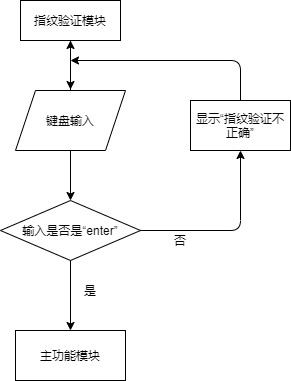 指纹验证模块
键盘输入
显示“指纹验证不
正确”
输入是否是“enter”
否
是
主功能模块